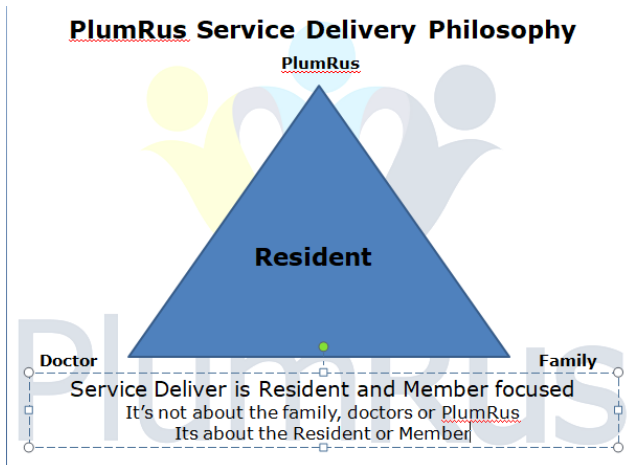 PlumRus Service Delivery Philosophy
PlumRus
Resident
Doctor
Family
Service Deliver is Resident and Member focused
It's not about the family, doctors or PlumRus
Its about the Resident or Member
PlumRus